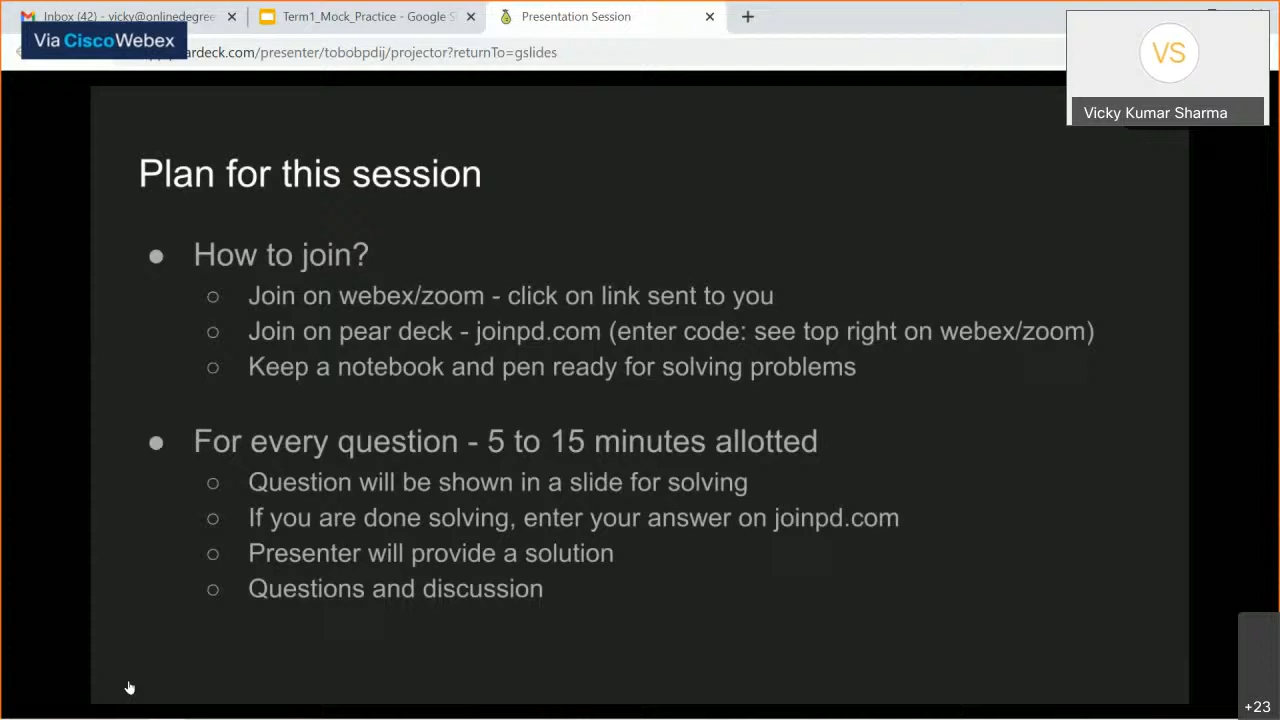 Inbox (42) - vicky@onlinedegree
Term1_Mock_Practice - Google S
Presentation Session
Via CiscoWebex
ardeck.com/presenter/tobobpdij/projector?returnTo=gslides
VS
Vicky Kumar Sharma
Plan for this session
● How to join?
○ Join on webex/zoom - click on link sent to you
○ Join on pear deck - joinpd.com (enter code: see top right on webex/zoom)
○ Keep a notebook and pen ready for solving problems
● For every question - 5 to 15 minutes allotted
○ Question will be shown in a slide for solving
○ If you are done solving, enter your answer on joinpd.com
○ Presenter will provide a solution
○ Questions and discussion
+23